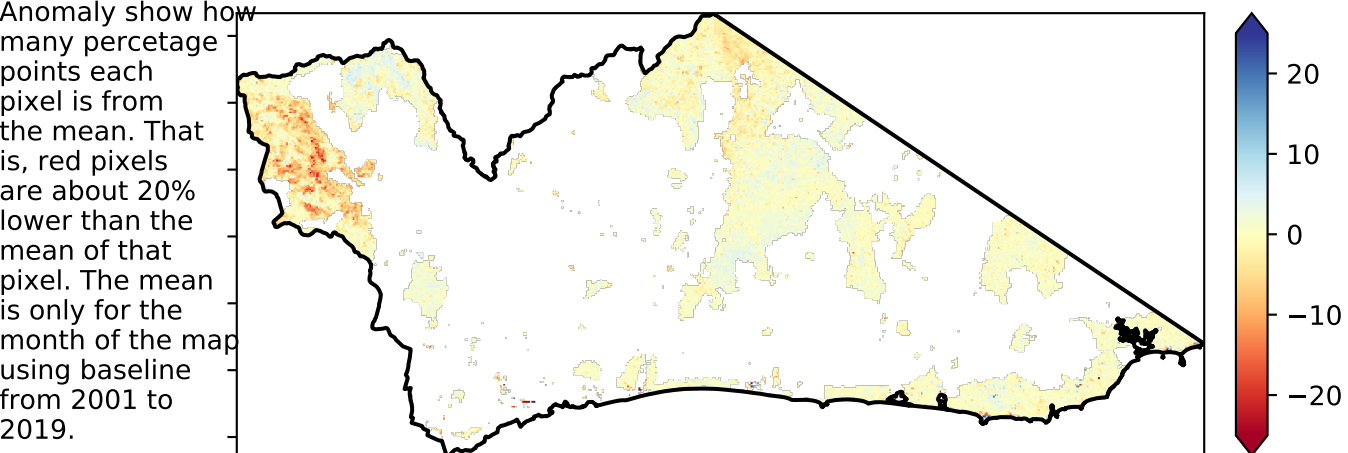 Anomaly show how
many percetage
points each
pixel is from
the mean. That
is, red pixels
are about 20%
lower than the
mean of that
pixel. The mean
is only for the
month of the map
using baseline
from 2001 to
2019.
20
10
0
−10
−20